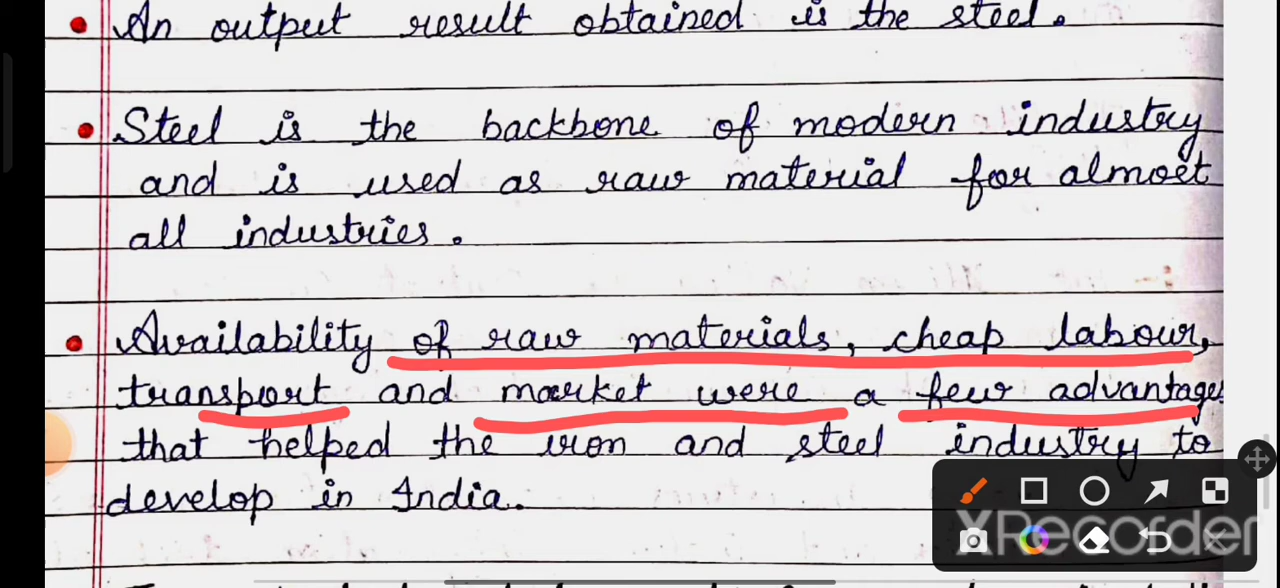 • An output result obtained is the steel.
• Steel is the backbone of modern industry
and is used as raw material for almost
all industries.
• Availability of raw materials, cheap labour,
transport and market were a few advantage
that helped the iron and steel industry to
develop in India.
XRecorder